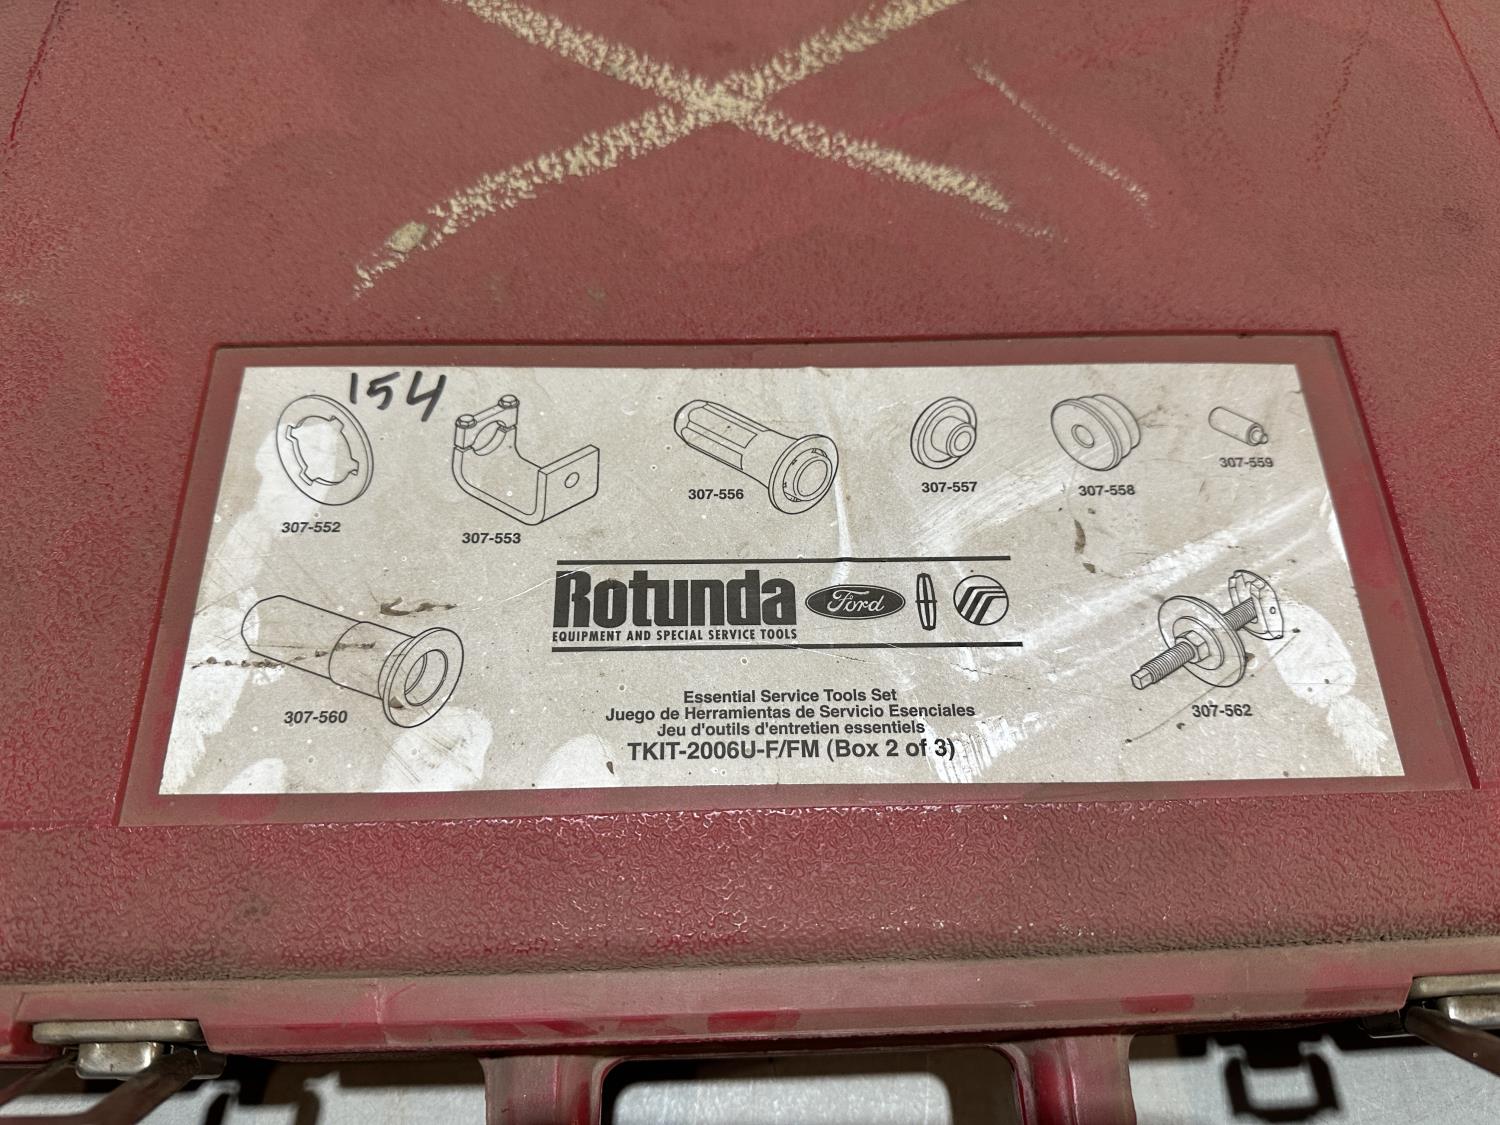 154
307-552
307-553
307-556
307-557
307-558
307-559
Rotunda
EQUIPMENT AND SPECIAL SERVICE TOOLS
Ford
307-560
307-562
Essential Service Tools Set
Juego de Herramientas de Servicio Esenciales
Jeu d'outils d'entretien essentiels
TKIT-2006U-F/FM (Box 2 of 3)